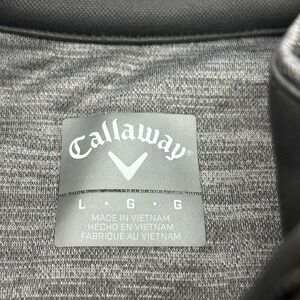 Callaway
L · G · G
MADE IN VIETNAM
HECHO EN VIETNAM
FABRIQUÉ AU VIETNAM